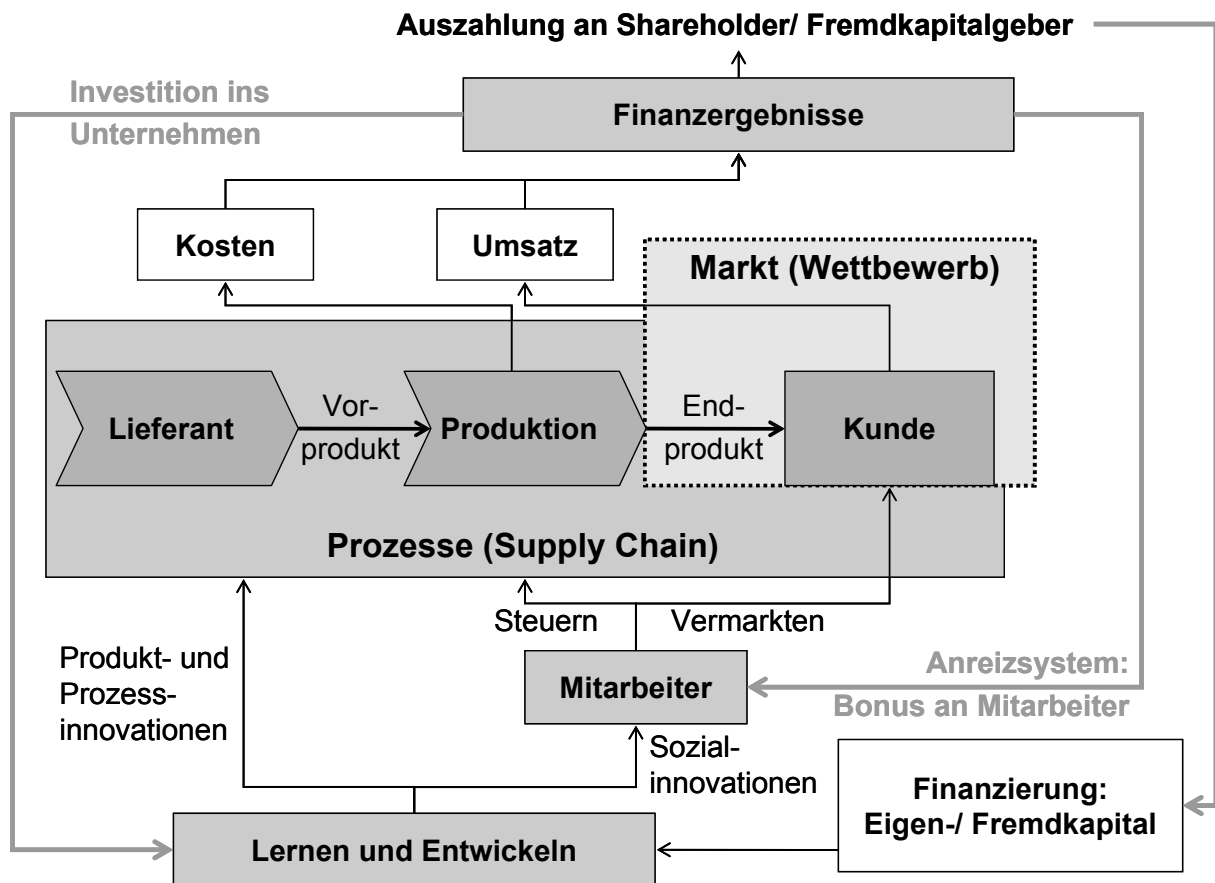 Auszahlung an Shareholder/ Fremdkapitalgeber
Investition ins
Unternehmen
Finanzergebnisse
Kosten
Umsatz
Markt (Wettbewerb)
Lieferant
Vor-
produkt
Produktion
End-
produkt
Kunde
Prozesse (Supply Chain)
Steuern
Vermarkten
Produkt- und
Prozess-
innovationen
Mitarbeiter
Anreizsystem:
Bonus an Mitarbeiter
Sozial-
innovationen
Finanzierung:
Eigen-/ Fremdkapital
Lernen und Entwickeln